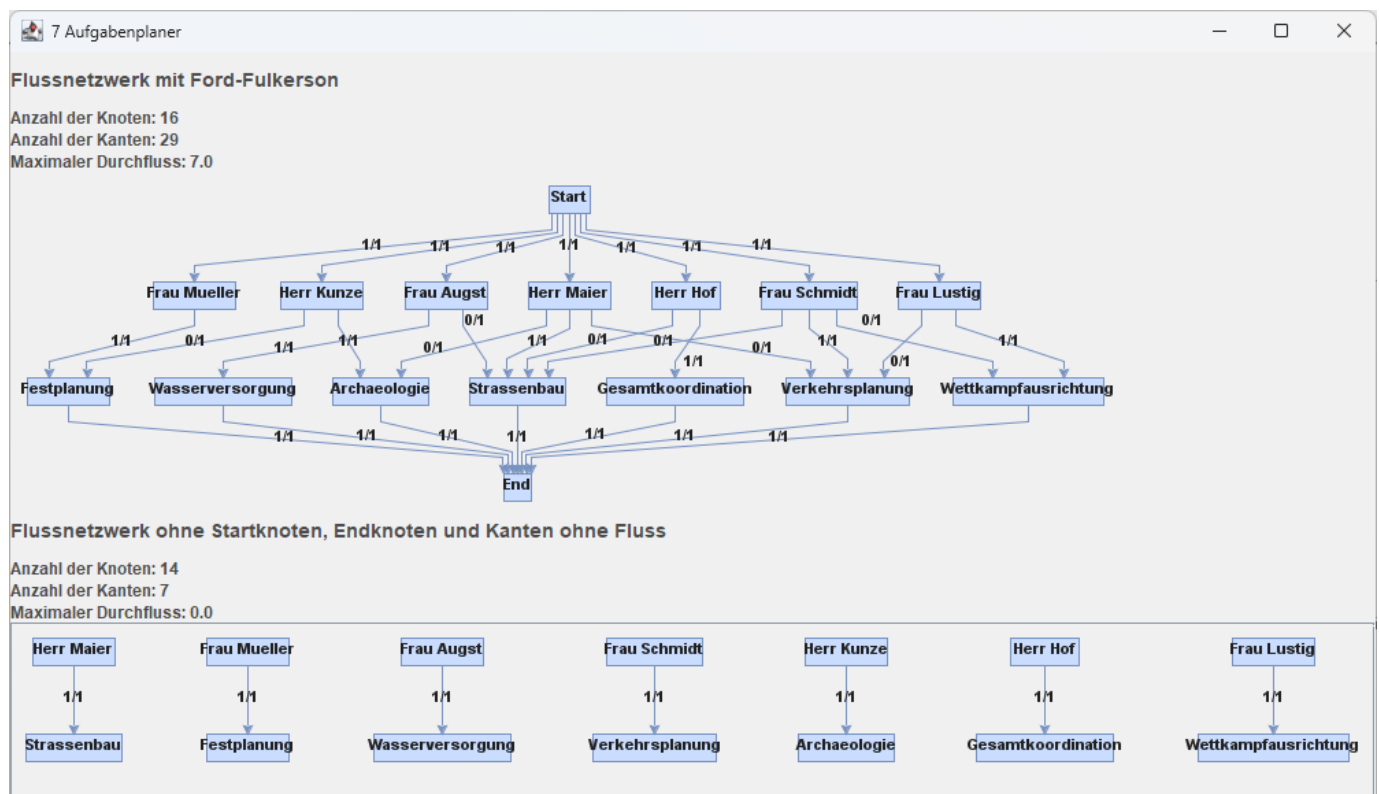 7 Aufgabenplaner
Flussnetzwerk mit Ford-Fulkerson
Anzahl der Knoten: 16
Anzahl der Kanten: 29
Maximaler Durchfluss: 7.0
Start
1/1 1/1 1/1 1/1 1/1 1/1 1/1
Frau Mueller Herr Kunze Frau Augst Herr Maier Herr Hof Frau Schmidt Frau Lustig
0/1 0/1
1/1 0/1 1/1 1/1 0/1 1/1 0/1 0/1 0/1 1/1 1/1
1/1 0/1
Festplanung Wasserversorgung Archaeologie Strassenbau Gesamtkoordination Verkehrsplanung Wettkampfausrichtung
1/1 1/1 1/1 1/1 1/1 1/1 1/1
End
Flussnetzwerk ohne Startknoten, Endknoten und Kanten ohne Fluss
Anzahl der Knoten: 14
Anzahl der Kanten: 7
Maximaler Durchfluss: 0.0
Herr Maier Frau Mueller Frau Augst Frau Schmidt Herr Kunze Herr Hof Frau Lustig
1/1 1/1 1/1 1/1 1/1 1/1 1/1
Strassenbau Festplanung Wasserversorgung Verkehrsplanung Archaeologie Gesamtkoordination Wettkampfausrichtung